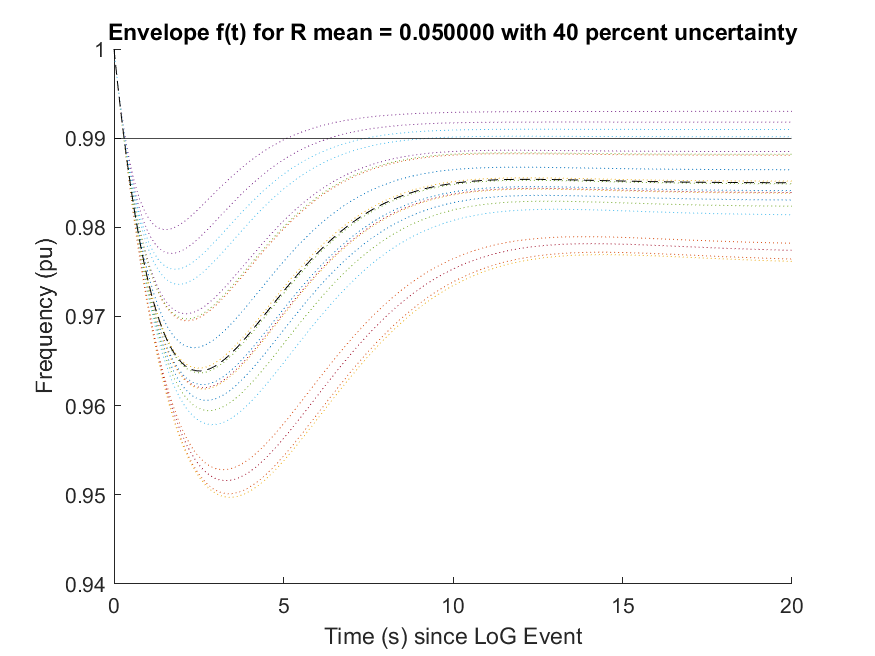 Envelope f(t) for R mean = 0.050000 with 40 percent uncertainty
1
0.99
0.98
0.97
0.96
0.95
0.94
Frequency (pu)
0 5 10 15 20
Time (s) since LoG Event